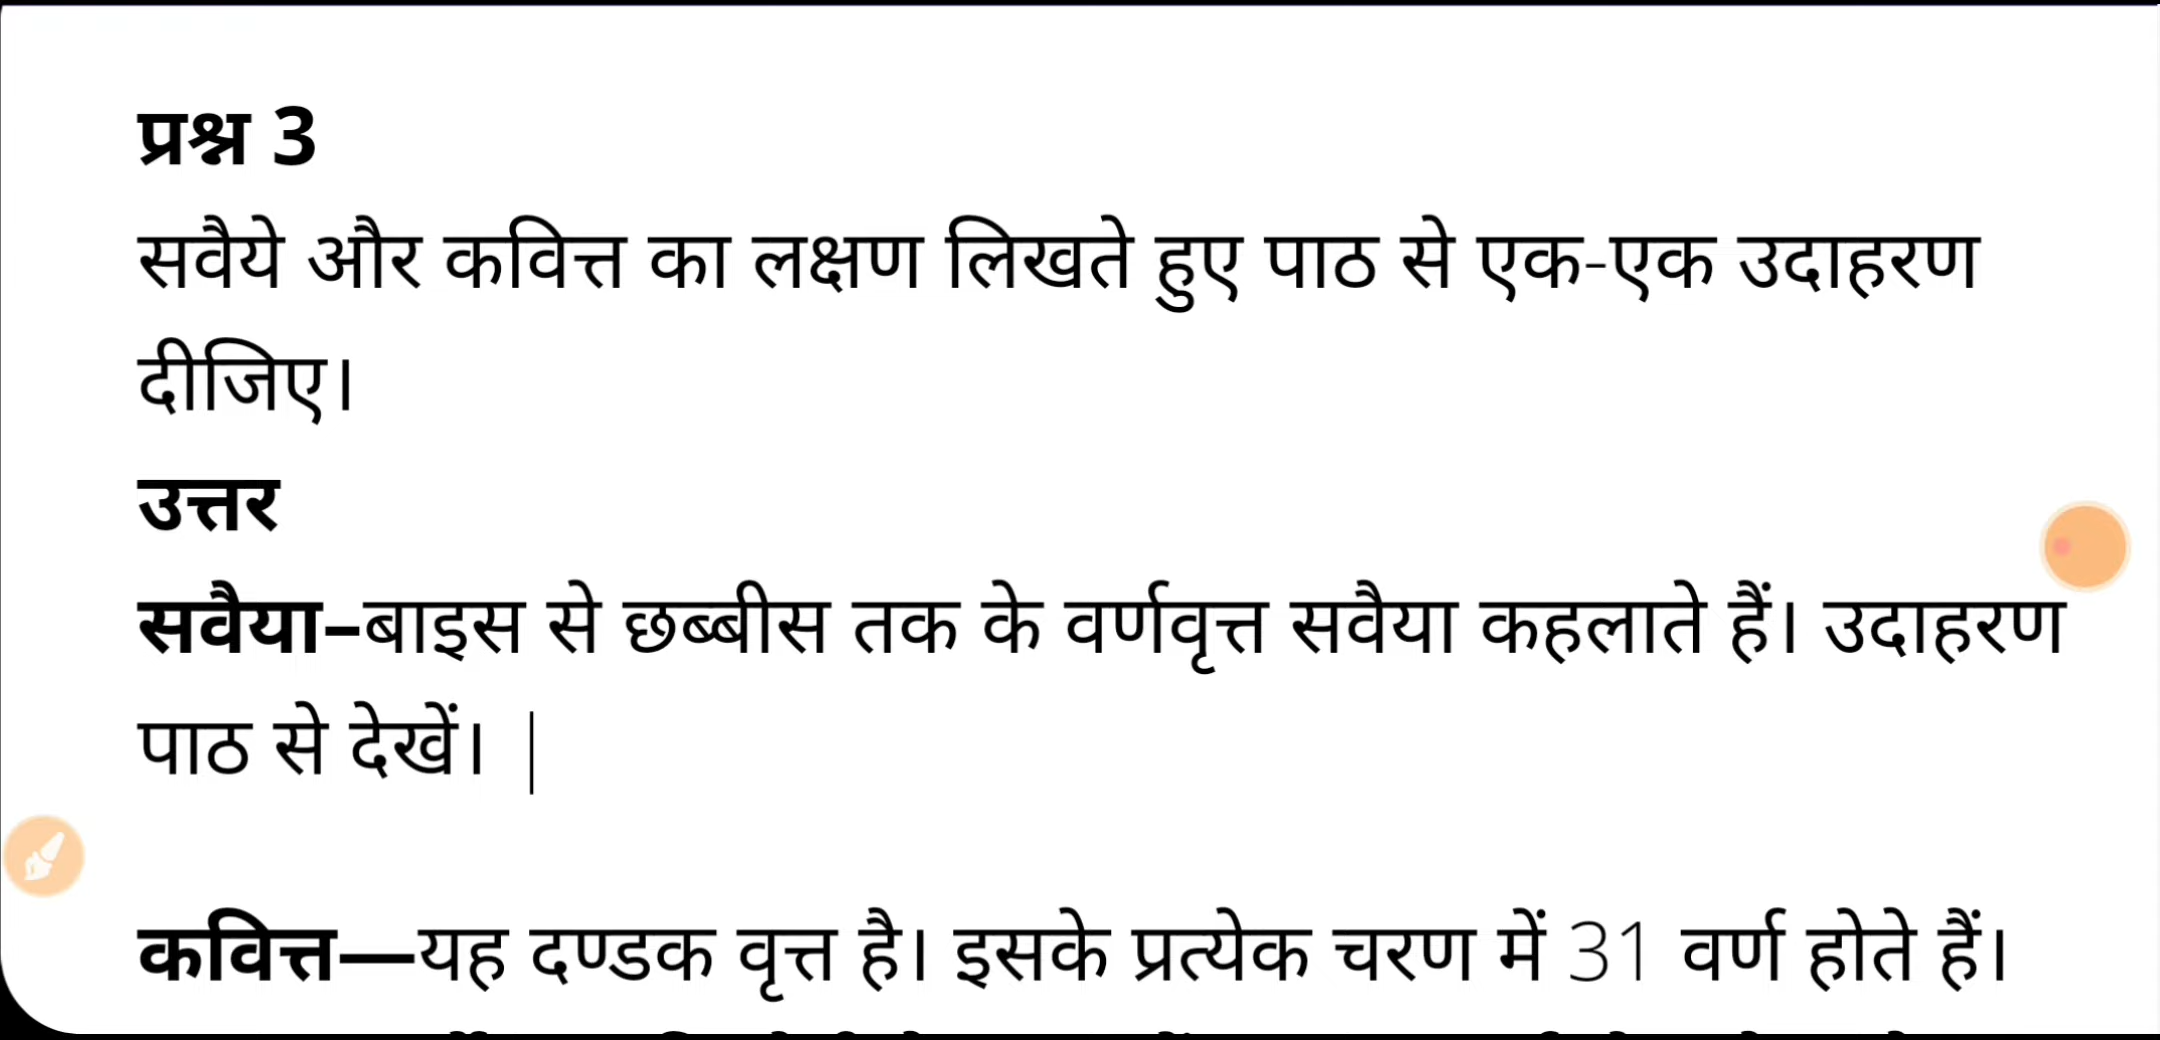 प्रश्न 3
सवैये और कवित्त का लक्षण लिखते हुए पाठ से एक-एक उदाहरण
दीजिए।
उत्तर
सवैया–बाइस से छब्बीस तक के वर्णवृत्त सवैया कहलाते हैं। उदाहरण
पाठ से देखें।
कवित्त—यह दण्डक वृत्त है। इसके प्रत्येक चरण में 31 वर्ण होते हैं।